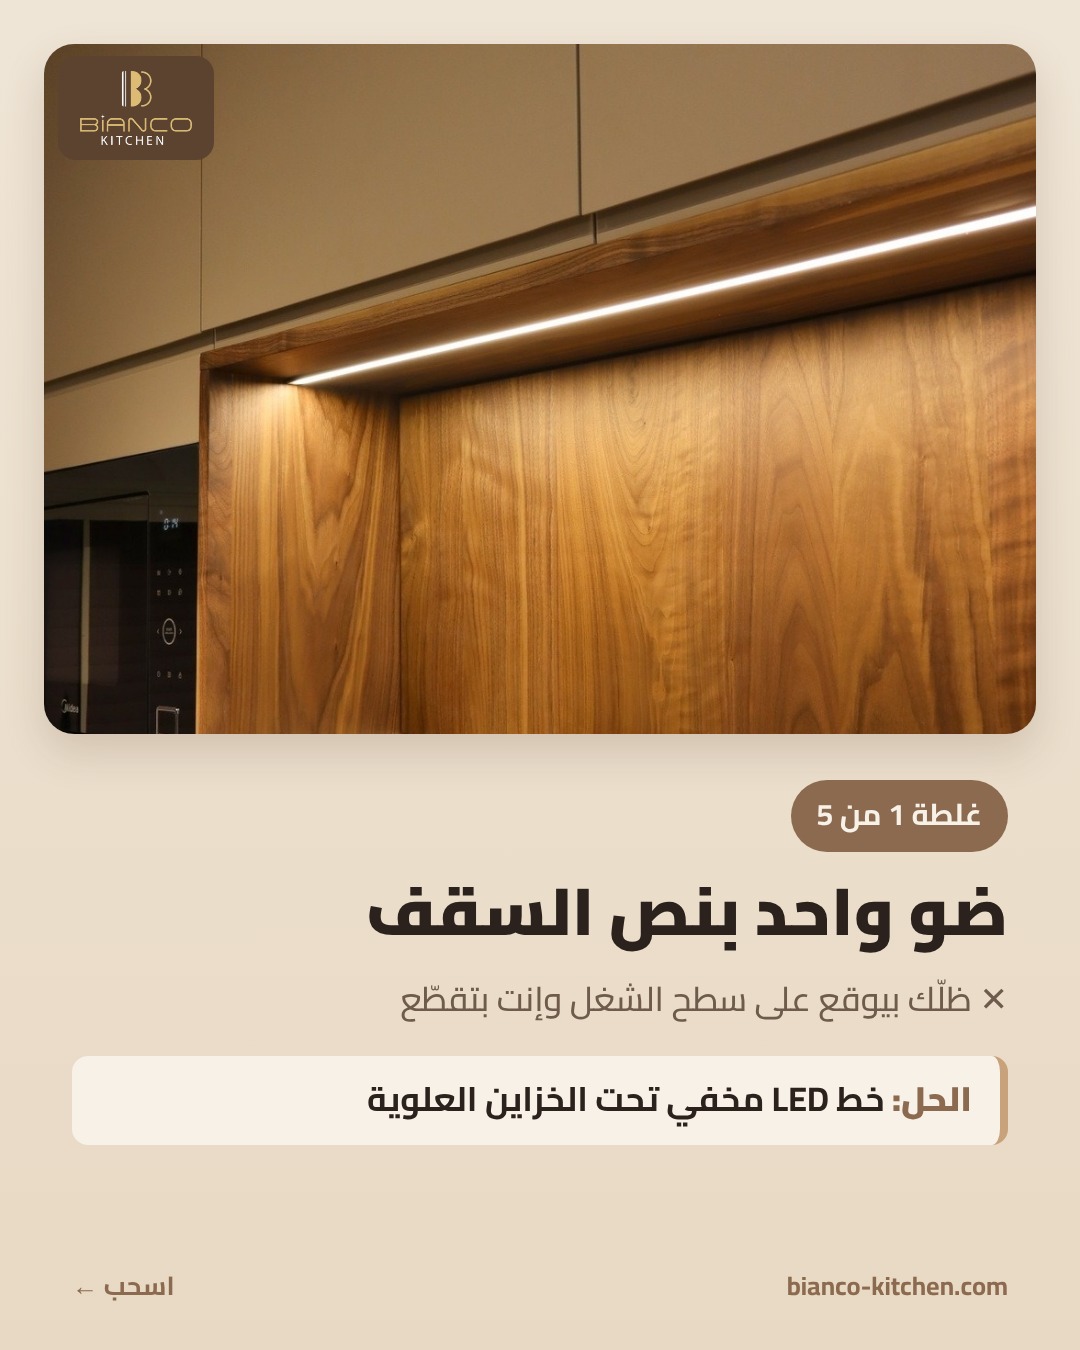 BiANCO
KITCHEN
Midea
غلطة 1 من 5
ضو واحد بنص السقف
✕ ظلّك بيوقع على سطح الشغل وإنت بتقطّع
الحل: خط LED مخفي تحت الخزاين العلوية
bianco-kitchen.com
اسحب ←